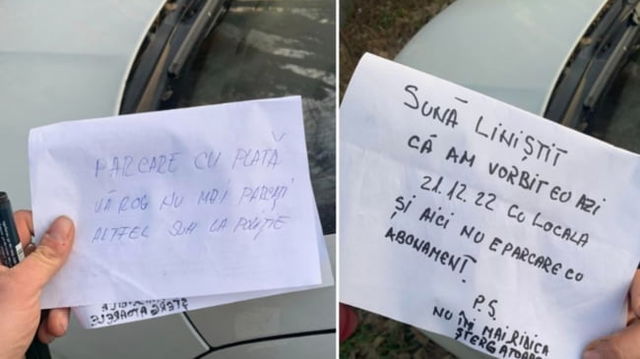 PARCARE CU PLATĂ
VĂ ROG NU MAI PARCAȚI
ALTFEL SUN LA POLIȚIE
ȘTERGĂTOARELE
SUNĂ LINIȘTIT
CĂ AM VORBIT EU AZI
21.12.22 CU LOCALA
ȘI AICI NU E PARCARE CU
ABONAMENT.
P.S.
NU ÎMI MAI RIDICA